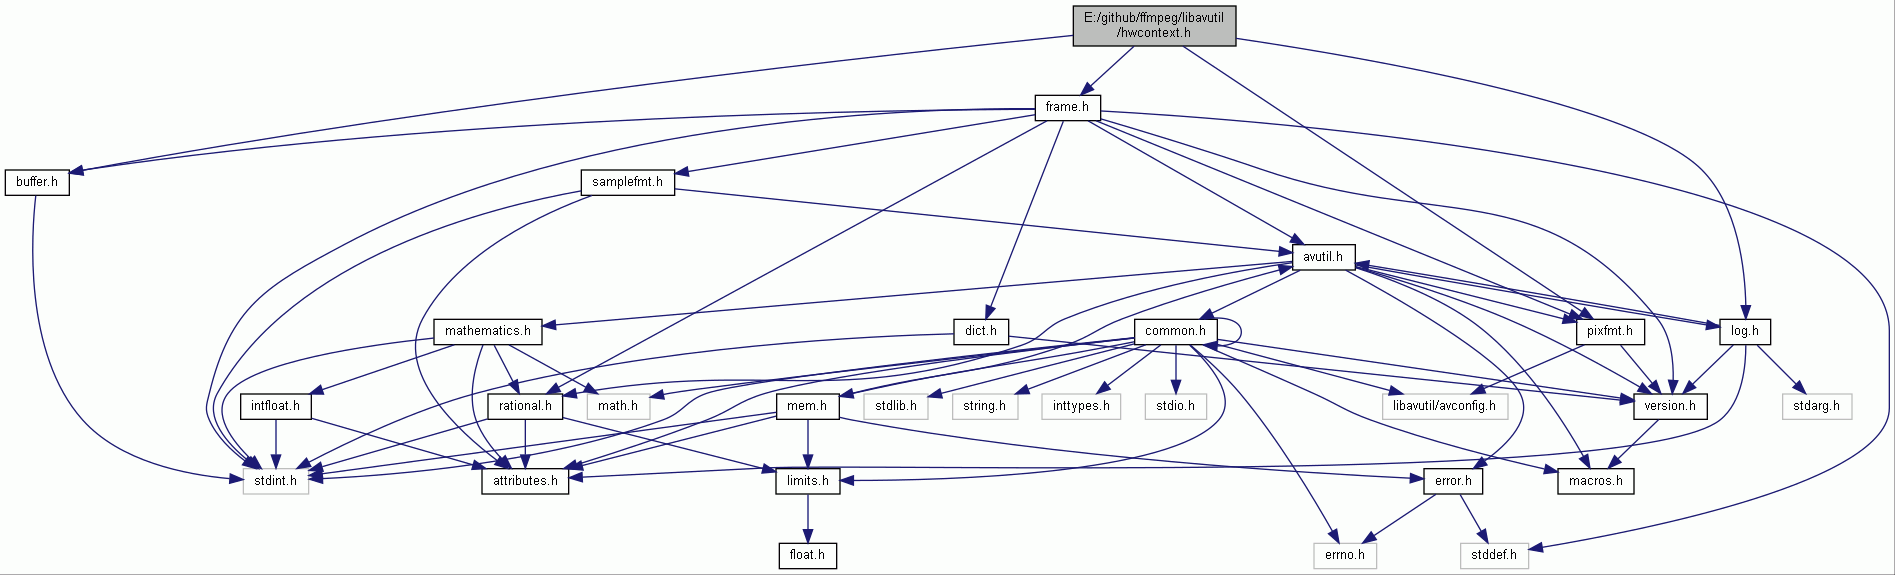 E:/github/ffmpeg/libavutil
/hwcontext.h
frame.h
buffer.h
samplefmt.h
avutil.h
mathematics.h
dict.h
common.h
pixfmt.h
log.h
intfloat.h
rational.h
math.h
mem.h
stdlib.h
string.h
inttypes.h
stdio.h
libavutil/avconfig.h
version.h
stdarg.h
stdint.h
attributes.h
limits.h
error.h
macros.h
float.h
errno.h
stddef.h